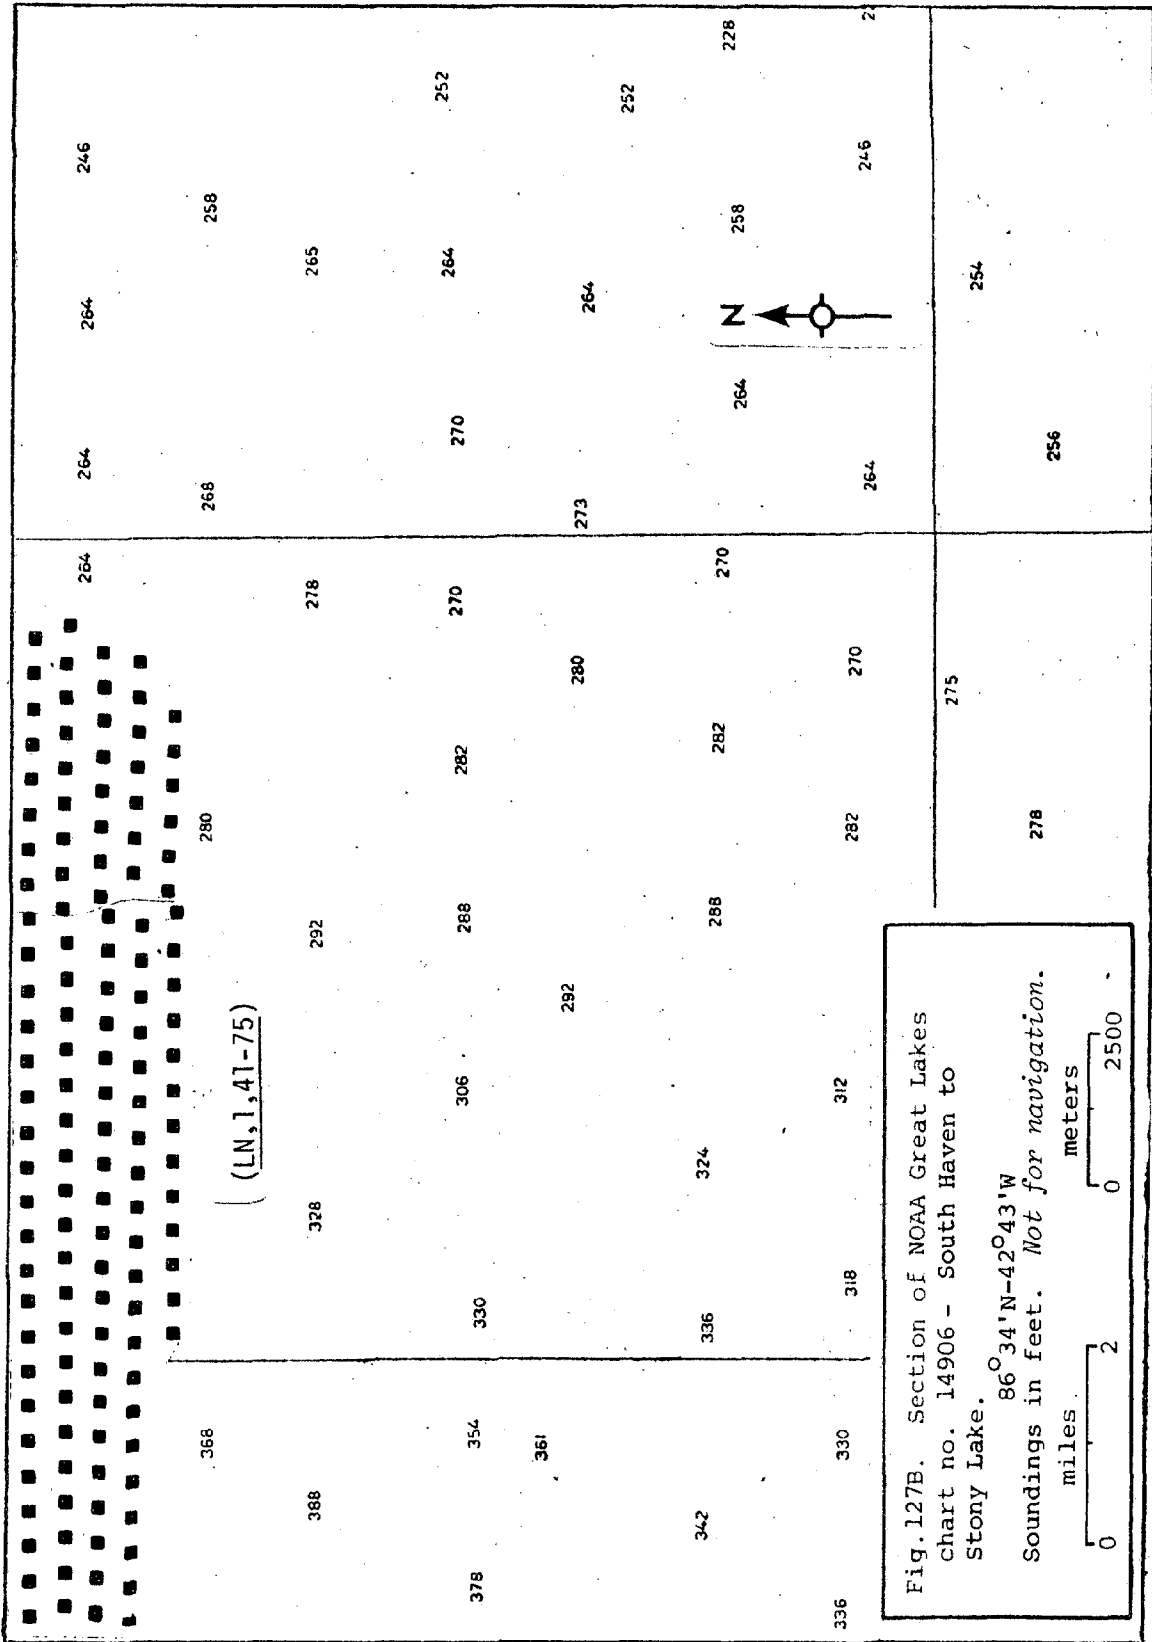 264 264 264 246
368 280 268 258
(LN,1,41-75)
388 328 292 278 265
378 354 330 306 288 282 270 270 264 252
361 292 280 273 264 252
342 336 324 288 282 270 264 N 258 228
336 330 318 312 282 270 264 246
275 254
278 256
Fig.127B. Section of NOAA Great Lakes
chart no. 14906 - South Haven to
Stony Lake.
86°34'N-42°43'W
Soundings in feet. Not for navigation.
miles meters
0 2 0 2500